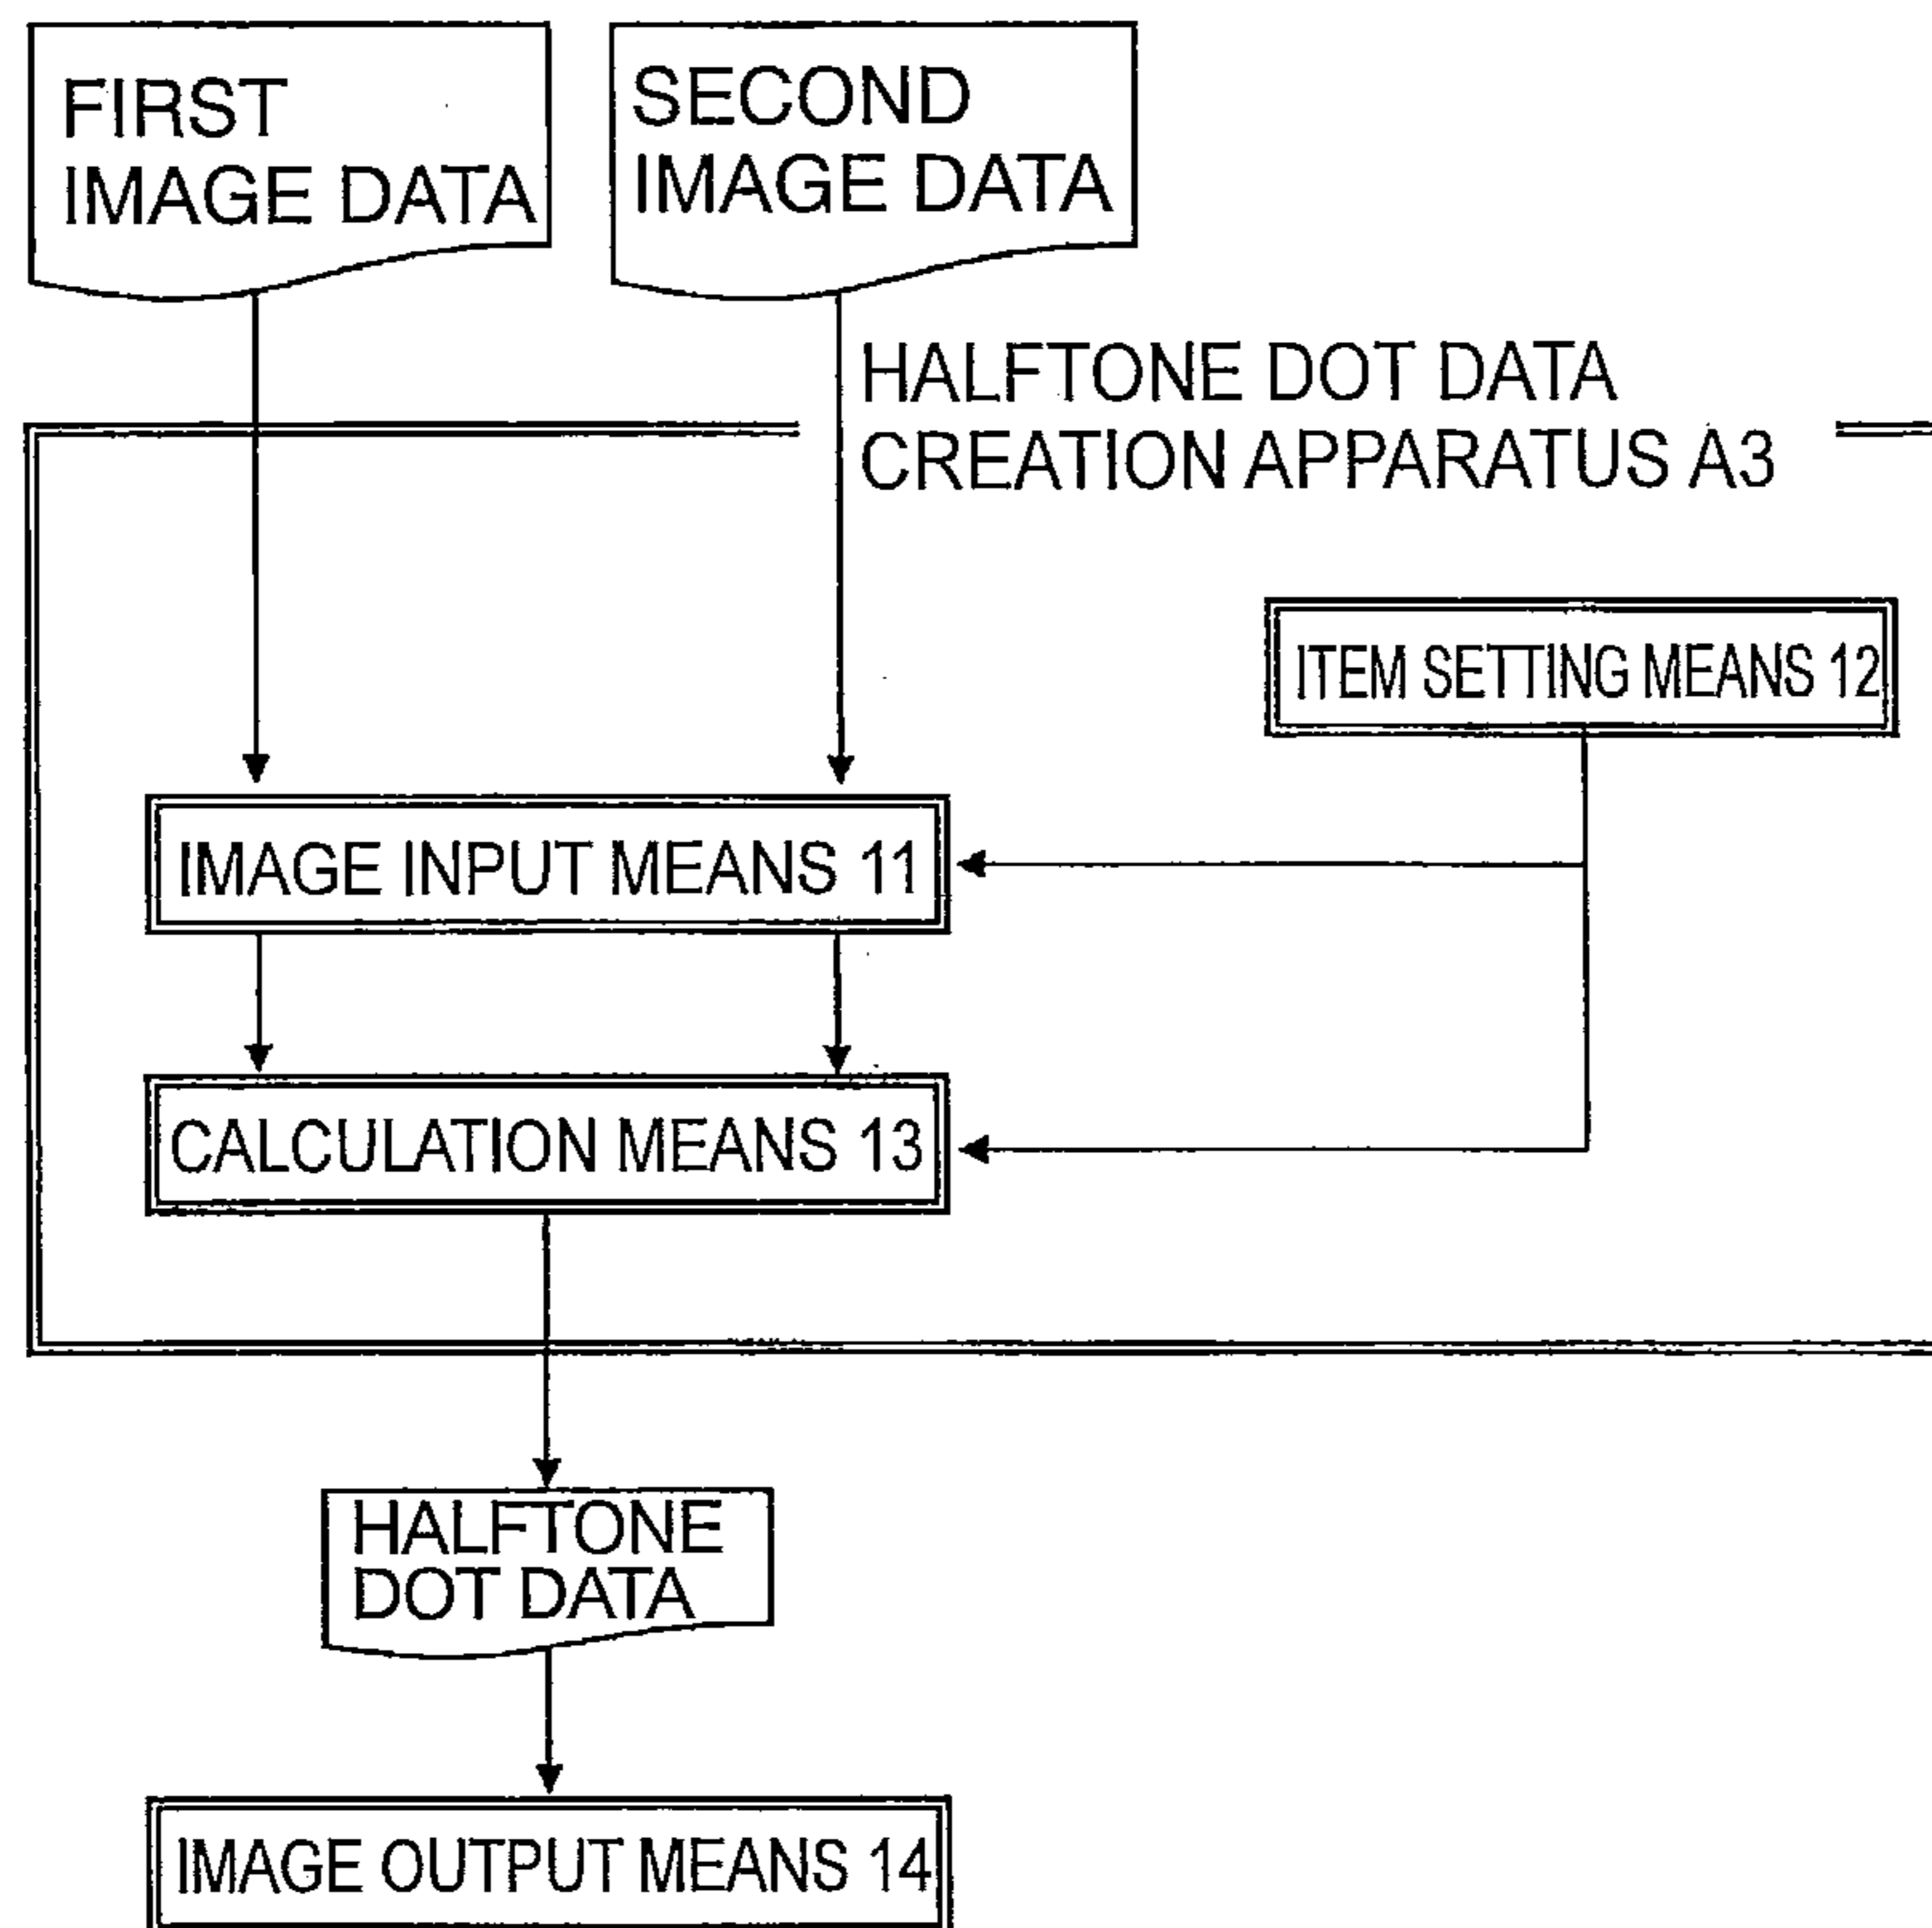 FIRST
IMAGE DATA
SECOND
IMAGE DATA
HALFTONE DOT DATA
CREATION APPARATUS A3
ITEM SETTING MEANS 12
IMAGE INPUT MEANS 11
CALCULATION MEANS 13
HALFTONE
DOT DATA
IMAGE OUTPUT MEANS 14